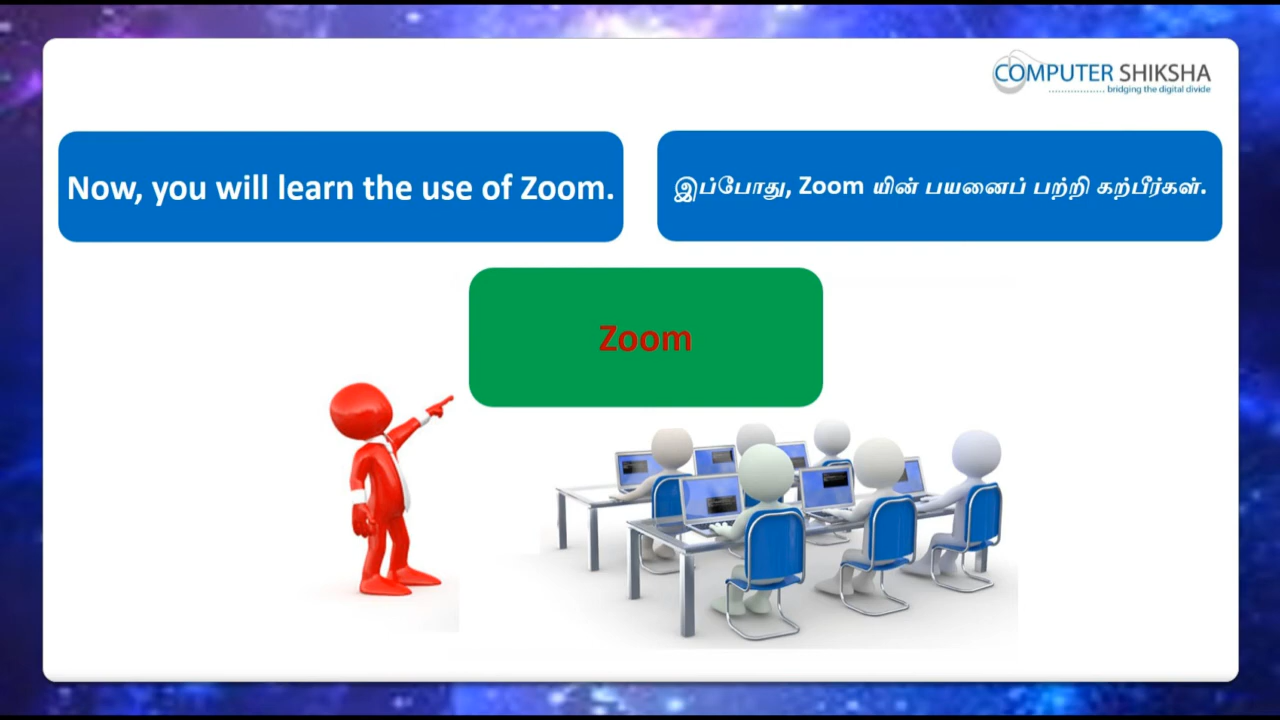 COMPUTER SHIKSHA
bridging the digital divide
Now, you will learn the use of Zoom.
இப்போது, Zoom யின் பயனைப் பற்றி கற்பீர்கள்.
Zoom